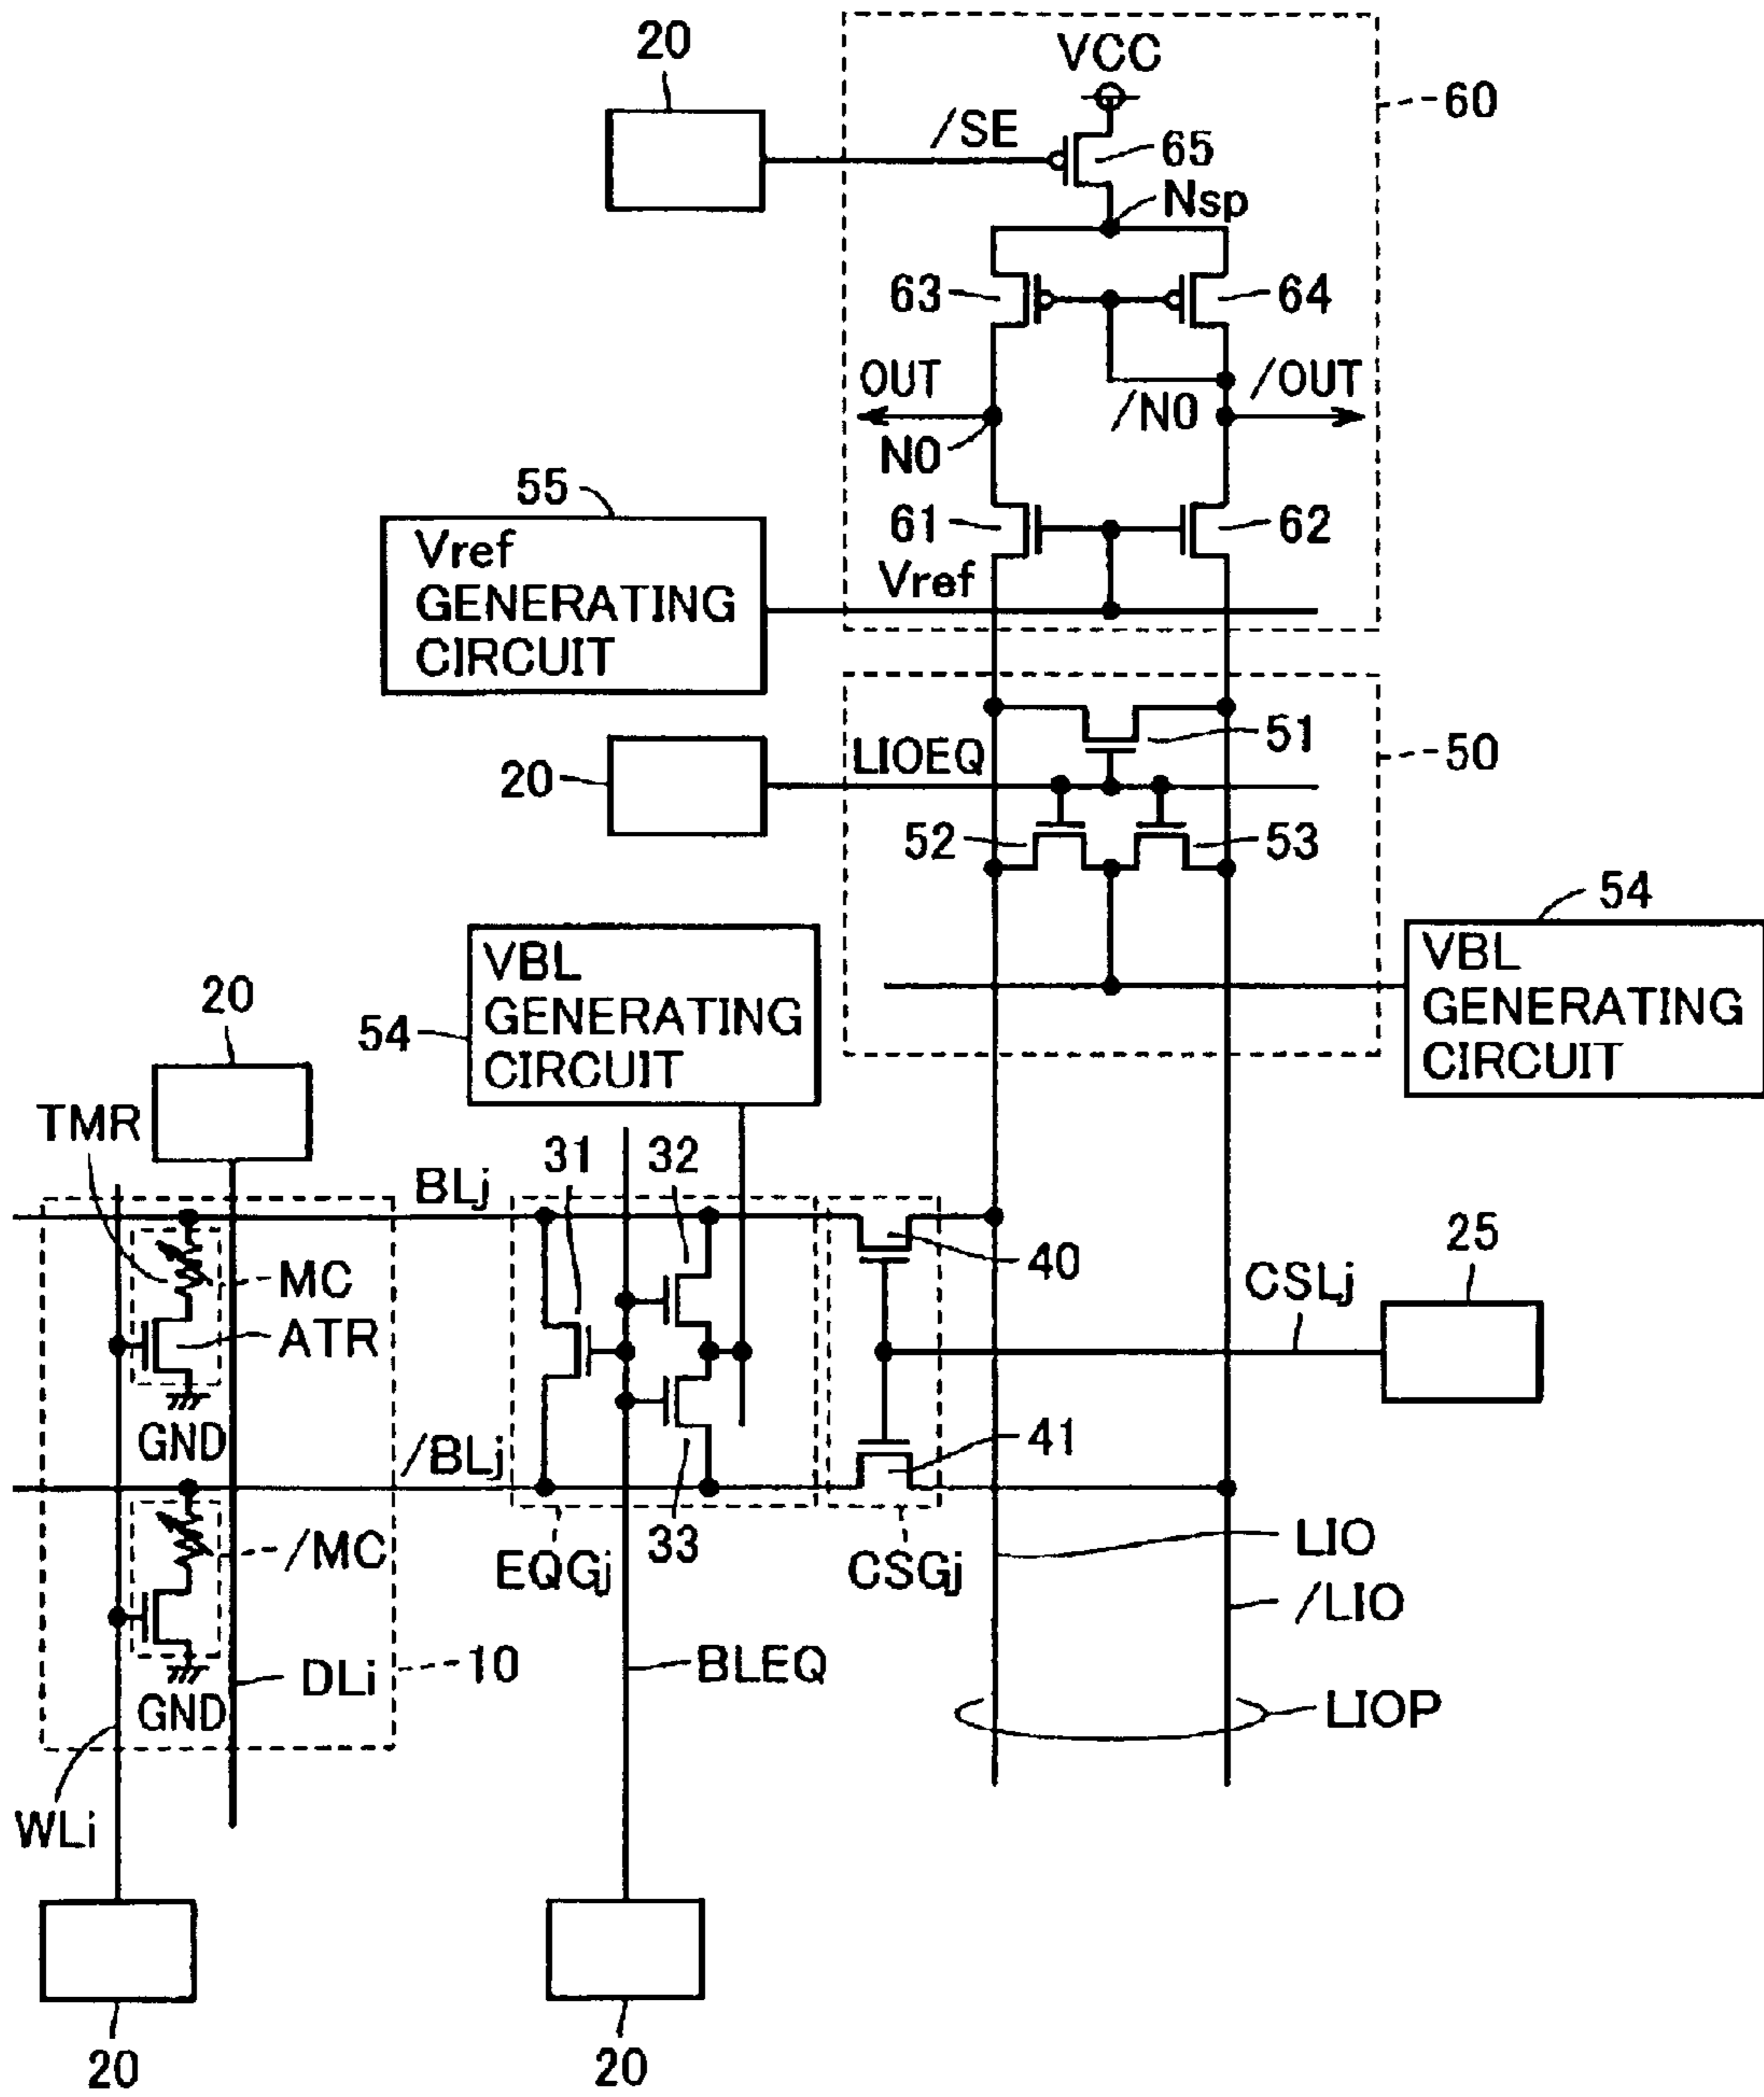 20
VCC
60
/SE
65
Nsp
63
64
OUT
/OUT
/N0
N0
55
61
62
Vref
GENERATING
CIRCUIT
Vref
51
50
LIOEQ
20
52
53
54
VBL
GENERATING
CIRCUIT
VBL
GENERATING
CIRCUIT
54
20
TMR
31
32
BLj
40
25
MC
CSLj
ATR
GND
/BLj
41
33
/MC
EQGj
CSGj
LIO
/LIO
10
DLi
BLEQ
GND
LIOP
WLi
20
20